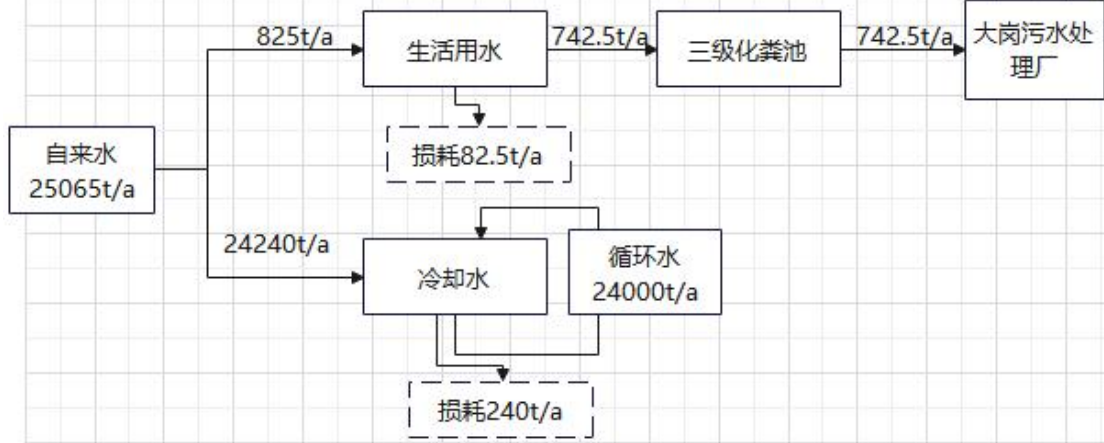 825t/a
生活用水
742.5t/a
三级化粪池
742.5t/a
大岗污水处
理厂
损耗82.5t/a
自来水
25065t/a
24240t/a
冷却水
循环水
24000t/a
损耗240t/a